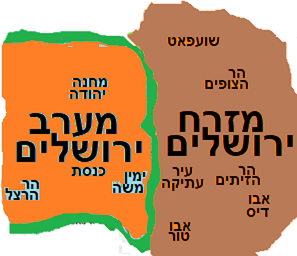 שועפאט
הר
הצופים
מחנה
יהודה
מזרח
ירושלים
מערב
ירושלים
כנסת
ימין
משה
הר
הרצל
עיר
עתיקה
הר
הזיתים
אבו
דיס
אבו
טור